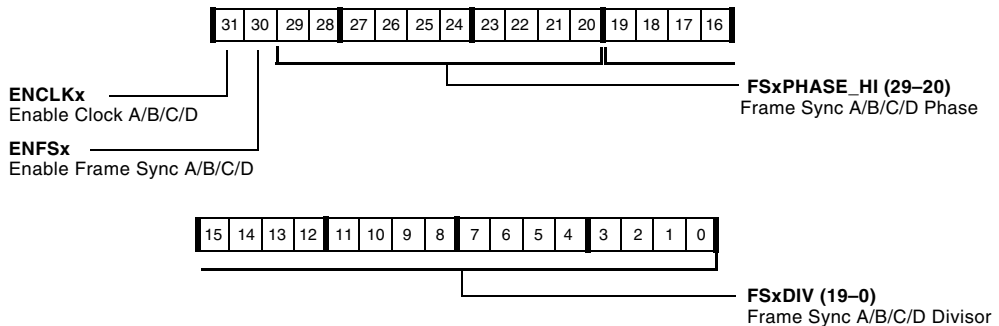 31 30 29 28 27 26 25 24 23 22 21 20 19 18 17 16
ENCLKx
Enable Clock A/B/C/D
ENFSx
Enable Frame Sync A/B/C/D
FSxPHASE_HI (29–20)
Frame Sync A/B/C/D Phase
15 14 13 12 11 10 9 8 7 6 5 4 3 2 1 0
FSxDIV (19–0)
Frame Sync A/B/C/D Divisor